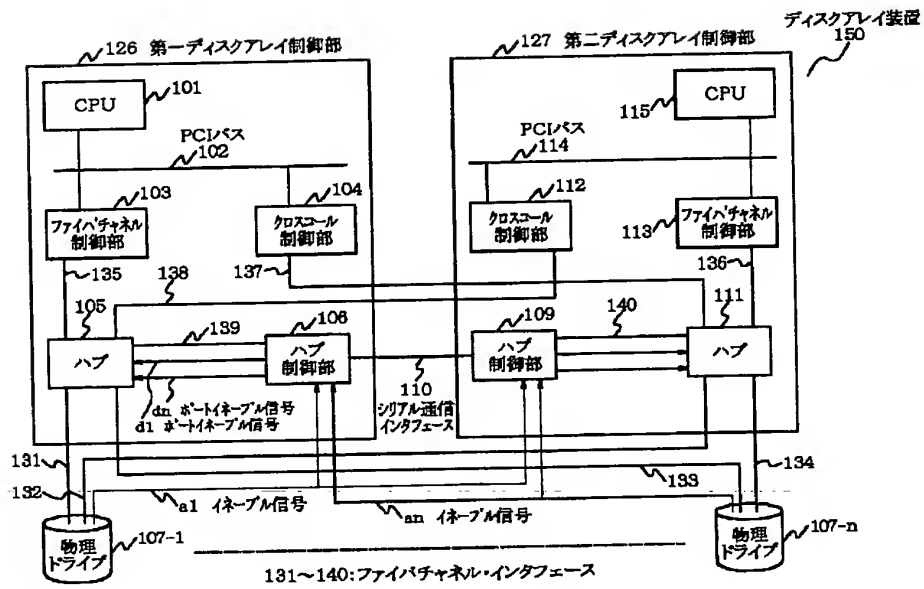 ディスクアレイ装置
150
126 第一ディスクアレイ制御部
127 第二ディスクアレイ制御部
CPU
101
115
CPU
PCIバス
102
PCIバス
114
103
104
112
ファイバチャネル
制御部
クロスコール
制御部
クロスコール
制御部
113
ファイバチャネル
制御部
135
137
136
138
105
139
106
109
140
111
ハブ
ハブ
制御部
ハブ
制御部
ハブ
110
シリアル通信
インタフェース
dn ポートイネーブル信号
d1 ポートイネーブル信号
131
132
133
134
a1 イネーブル信号
an イネーブル信号
物理
ドライブ
107-1
物理
ドライブ
107-n
131~140:ファイバチャネル・インタフェース